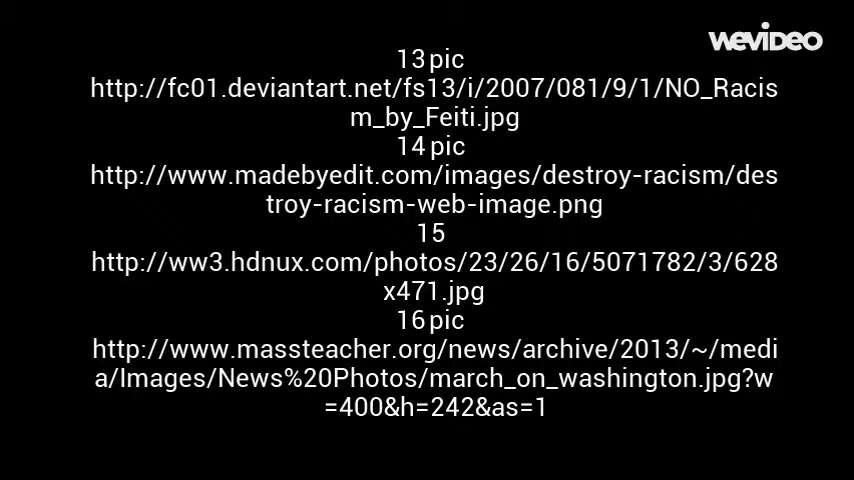 WEVIDEO
13 pic
http://fc01.deviantart.net/fs13/i/2007/081/9/1/NO_Racis
m_by_Feiti.jpg
14 pic
http://www.madebyedit.com/images/destroy-racism/des
troy-racism-web-image.png
15
http://ww3.hdnux.com/photos/23/26/16/5071782/3/628
x471.jpg
16 pic
http://www.massteacher.org/news/archive/2013/~/medi
a/Images/News%20Photos/march_on_washington.jpg?w
=400&h=242&as=1